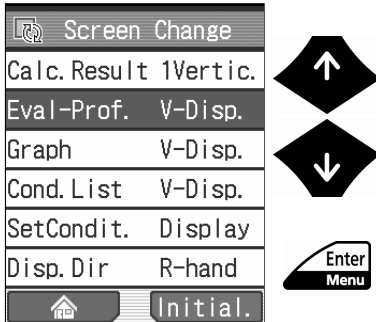 Screen Change
Calc.Result 1Vertic.
Eval-Prof. V-Disp.
Graph V-Disp.
Cond.List V-Disp.
SetCondit. Display
Disp.Dir R-hand
Initial.
Enter
Menu